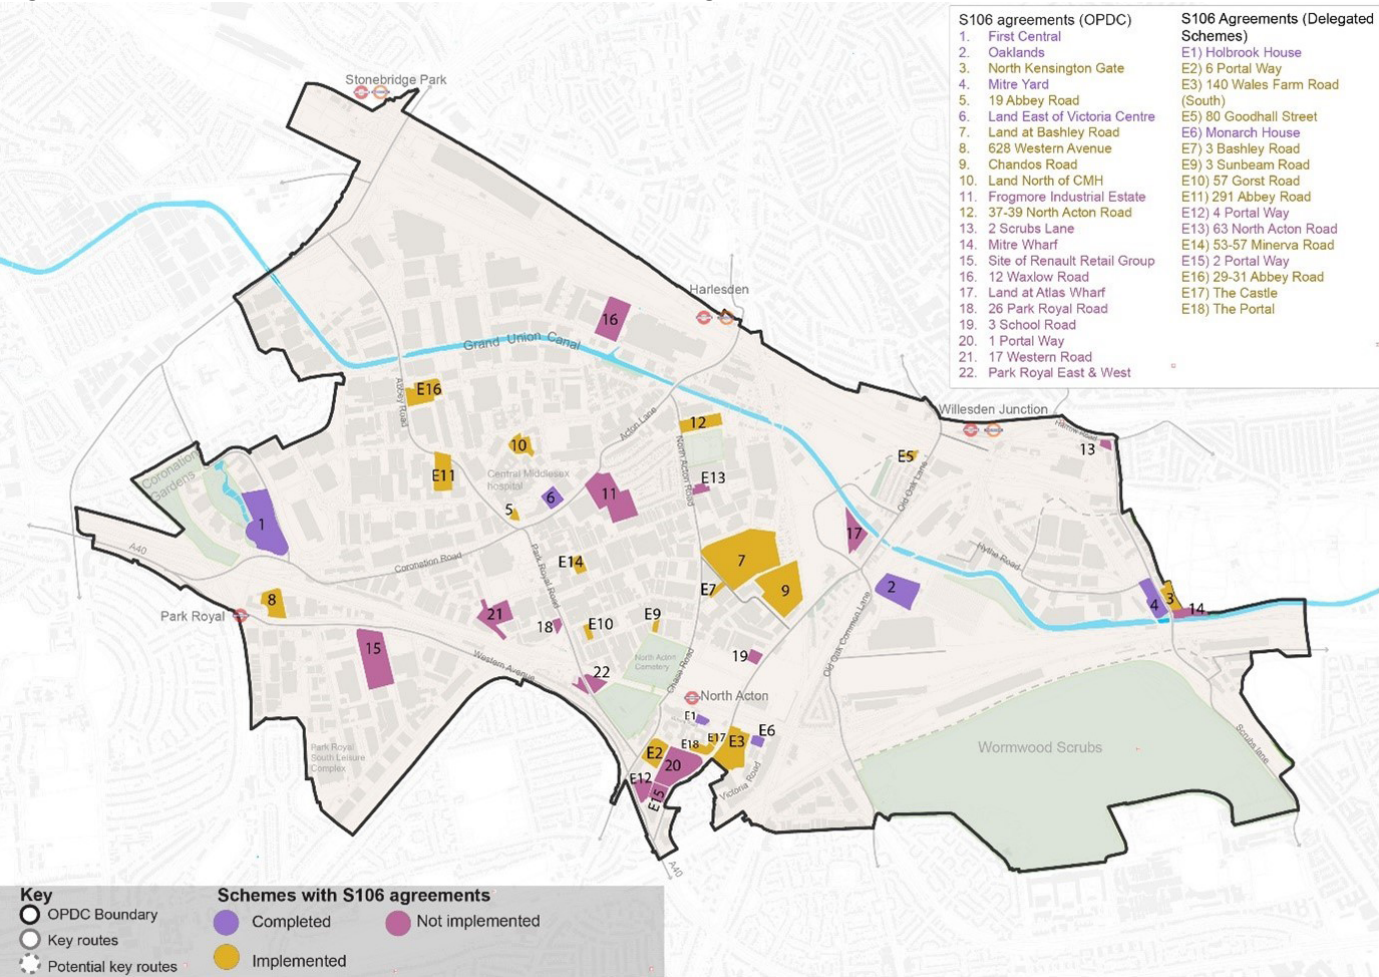 S106 agreements (OPDC)
1. First Central
2. Oaklands
3. North Kensington Gate
4. Mitre Yard
5. 19 Abbey Road
6. Land East of Victoria Centre
7. Land at Bashley Road
8. 628 Western Avenue
9. Chandos Road
10. Land North of CMH
11. Frogmore Industrial Estate
12. 37-39 North Acton Road
13. 2 Scrubs Lane
14. Mitre Wharf
15. Site of Renault Retail Group
16. 12 Waxlow Road
17. Land at Atlas Wharf
18. 26 Park Royal Road
19. 3 School Road
20. 1 Portal Way
21. 17 Western Road
22. Park Royal East & West
S106 Agreements (Delegated
Schemes)
E1) Holbrook House
E2) 6 Portal Way
E3) 140 Wales Farm Road
(South)
E5) 80 Goodhall Street
E6) Monarch House
E7) 3 Bashley Road
E9) 3 Sunbeam Road
E10) 57 Gorst Road
E11) 291 Abbey Road
E12) 4 Portal Way
E13) 63 North Acton Road
E14) 53-57 Minerva Road
E15) 2 Portal Way
E16) 29-31 Abbey Road
E17) The Castle
E18) The Portal
Stonebridge Park
Harlesden
16
Grand Union Canal
Abbey Road
E16
Acton Lane
12
Willesden Junction
Harrow Road
13
10
E11
Central Middlesex
hospital
North Acton Road
E13
E5
Old Oak Lane
Coronation
Gardens
1
5
6
11
17
A40
Coronation Road
Park Royal Road
E14
7
E7
9
Hythe Road
2
4
3
14
8
Park Royal
15
21
18
E10
E9
Old Oak Common Lane
Western Avenue
22
North Acton
Cemetery
Chase Road
19
North Acton
E1
E6
E17
E18
E3
E2
20
E12
E15
Victoria Road
A40
Park Royal
South Leisure
Complex
Wormwood Scrubs
Scrubs lane
Key
OPDC Boundary
Key routes
Potential key routes
Schemes with S106 agreements
Completed
Not implemented
Implemented